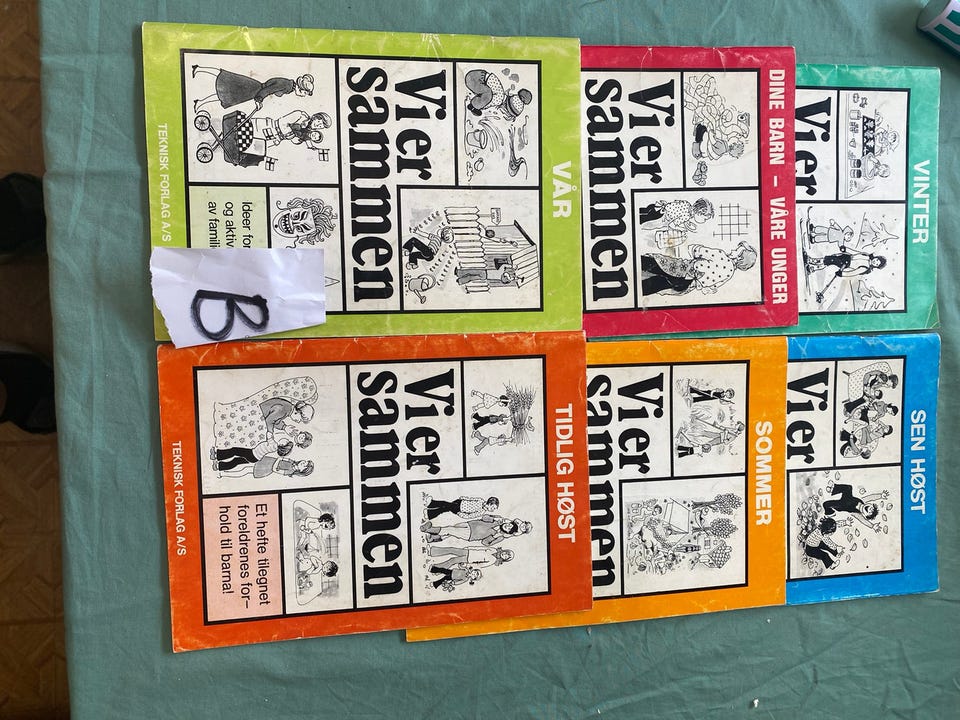 VINTER
Vi er
SEN HØST
Vi er
DINE BARN – VÅRE UNGER
Vi er
sammen
SOMMER
Vi er
sammen
VÅR
Vi er
sammen
Ideer for
og aktiv
av famili
TEKNISK FORLAG A/S
B
TIDLIG HØST
Vi er
sammen
Et hefte tilegnet
foreldrenes for–
hold til barna!
TEKNISK FORLAG A/S